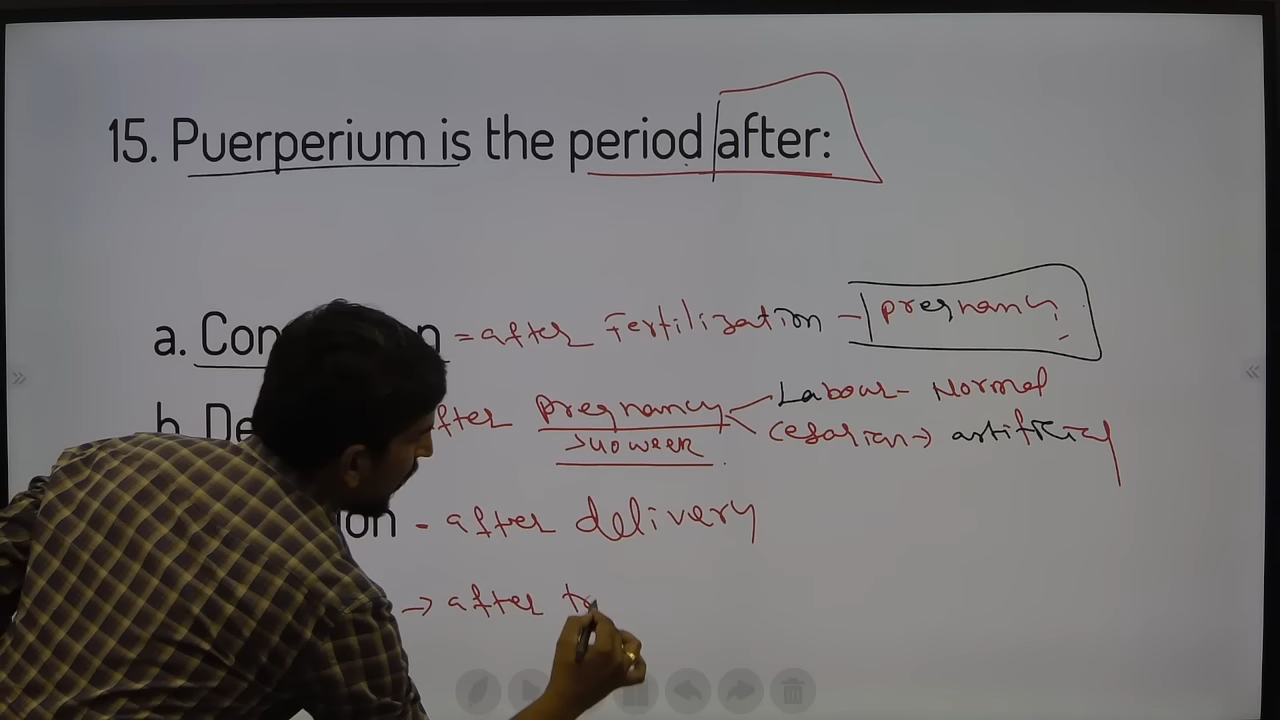 15. Puerperium is the period after:
a. Con n = after Fertilization - pregnancy
b. De fter pregnancy Labour - Normal
>40 week cesarian → artificial
on - after delivery
→ after